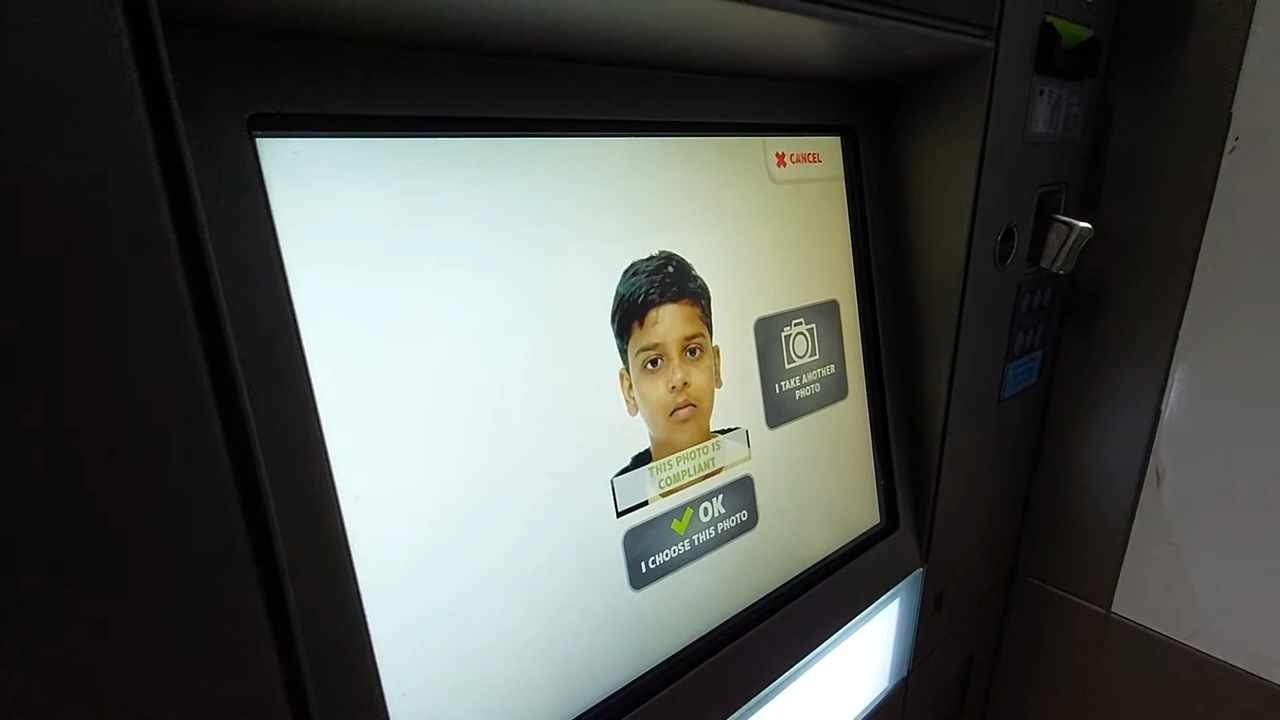 CANCEL
I TAKE ANOTHER
PHOTO
THIS PHOTO IS
COMPLIANT
OK
I CHOOSE THIS PHOTO